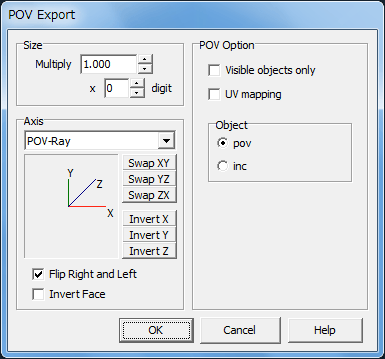 POV Export
Size
Multiply 1.000
x 0 digit
Axis
POV-Ray
Y
Z
X
Swap XY
Swap YZ
Swap ZX
Invert X
Invert Y
Invert Z
Flip Right and Left
Invert Face
POV Option
Visible objects only
UV mapping
Object
pov
inc
OK Cancel Help